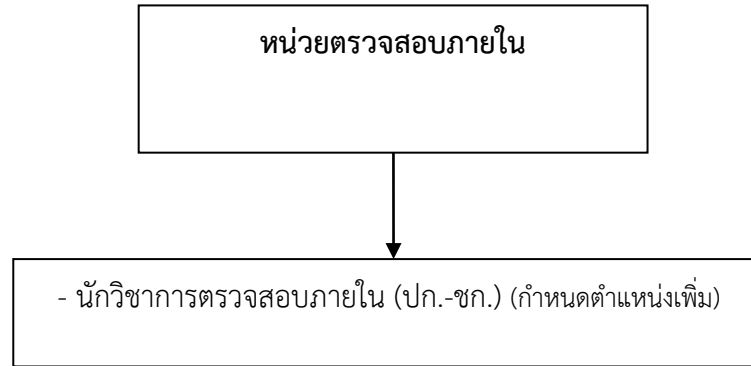 หน่วยตรวจสอบภายใน
- นักวิชาการตรวจสอบภายใน (ปก.-ชก.) (กำหนดตำแหน่งเพิ่ม)